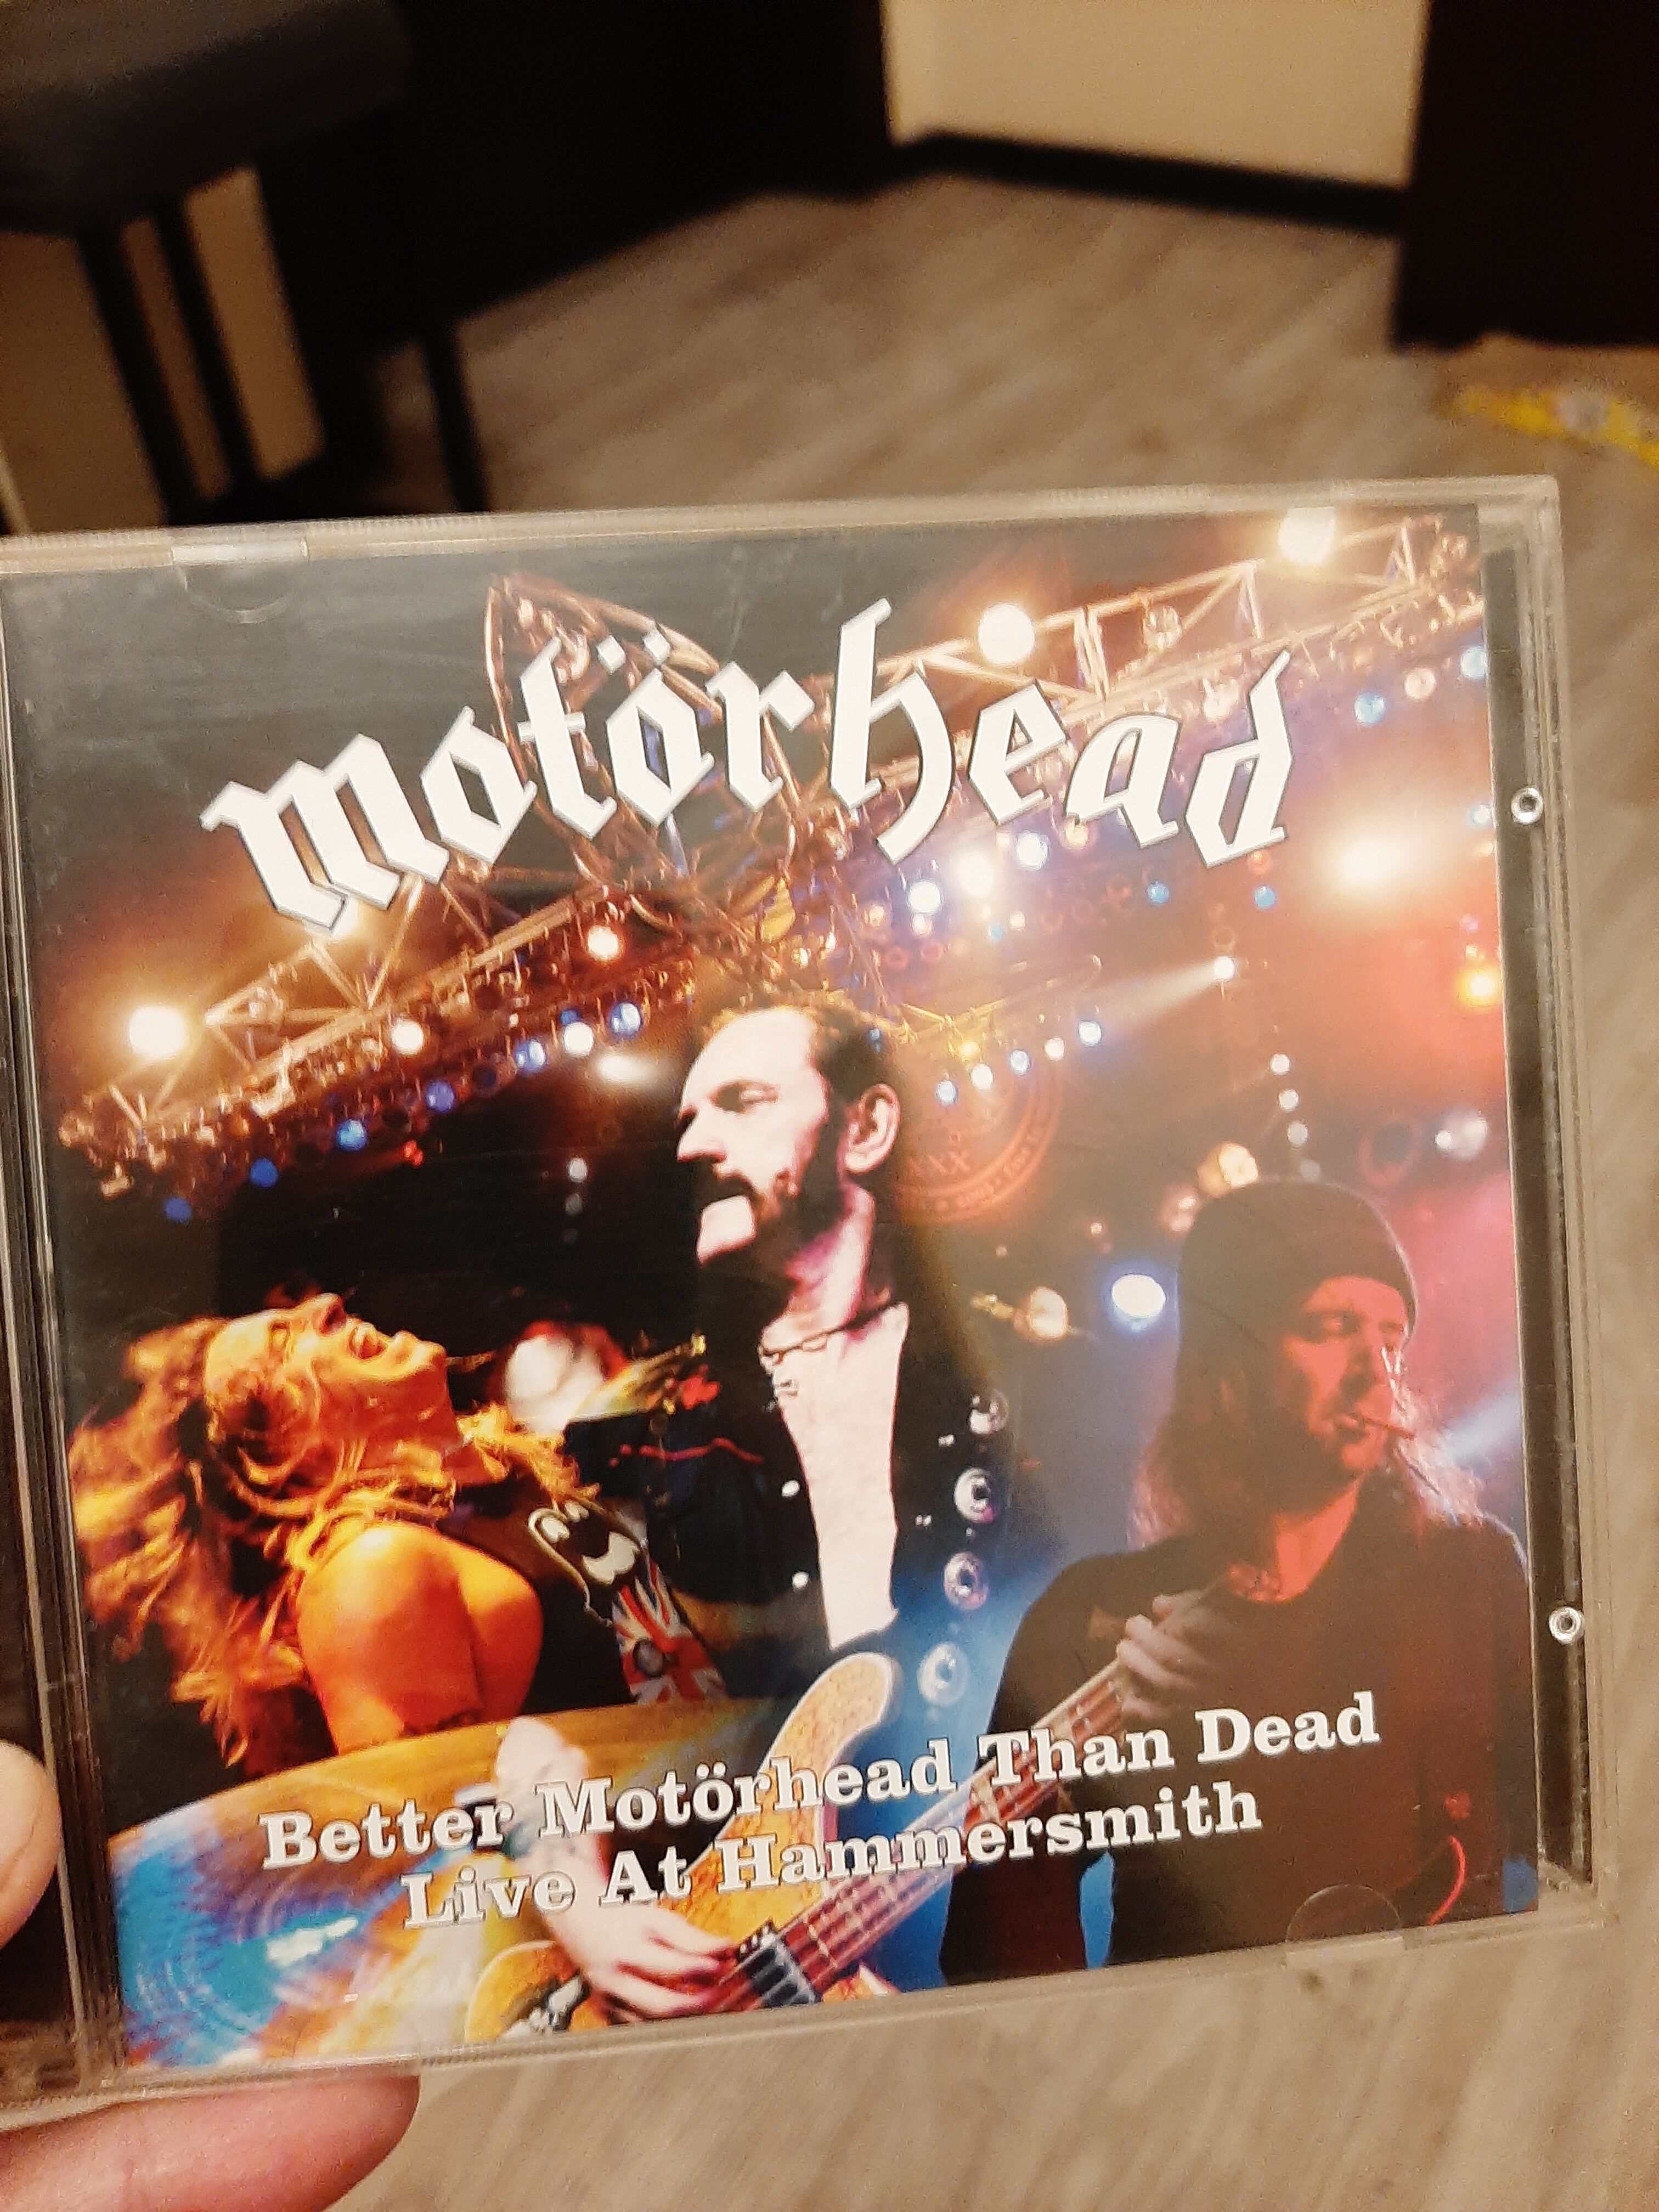 Motörhead
Better Motörhead Than Dead
Live At Hammersmith